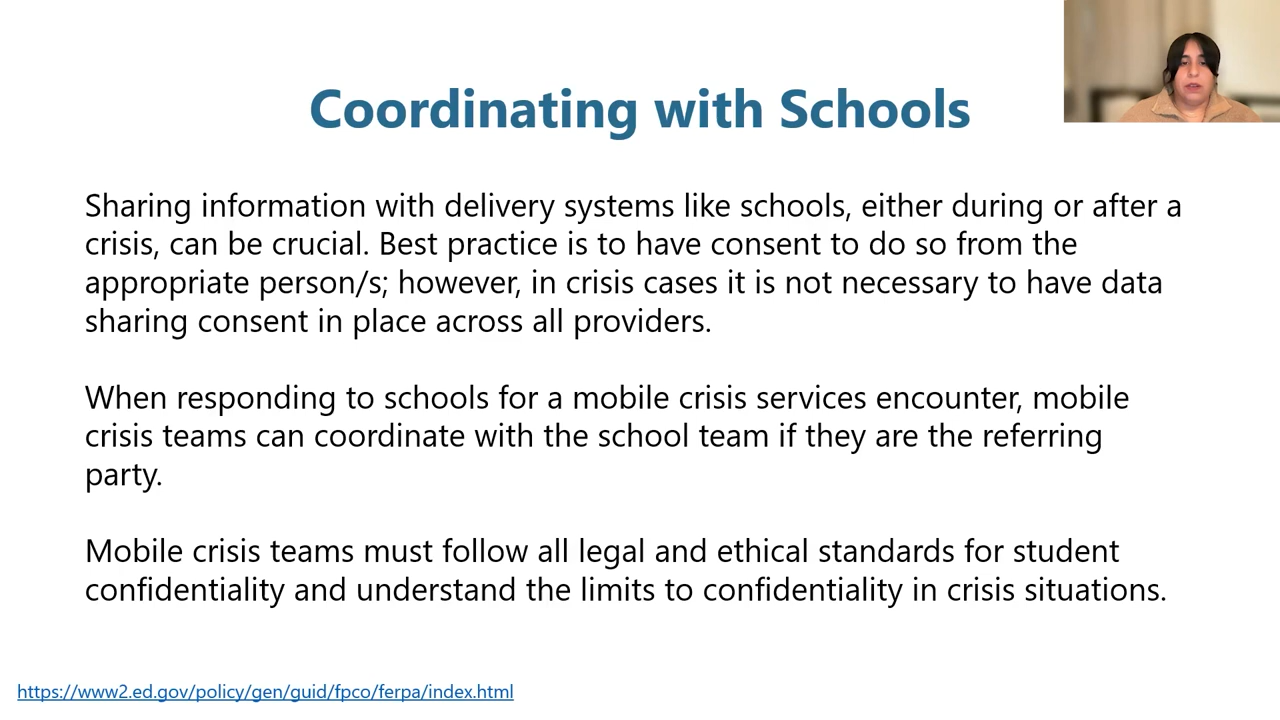 Coordinating with Schools
Sharing information with delivery systems like schools, either during or after a
crisis, can be crucial. Best practice is to have consent to do so from the
appropriate person/s; however, in crisis cases it is not necessary to have data
sharing consent in place across all providers.
When responding to schools for a mobile crisis services encounter, mobile
crisis teams can coordinate with the school team if they are the referring
party.
Mobile crisis teams must follow all legal and ethical standards for student
confidentiality and understand the limits to confidentiality in crisis situations.
https://www2.ed.gov/policy/gen/guid/fpco/ferpa/index.html